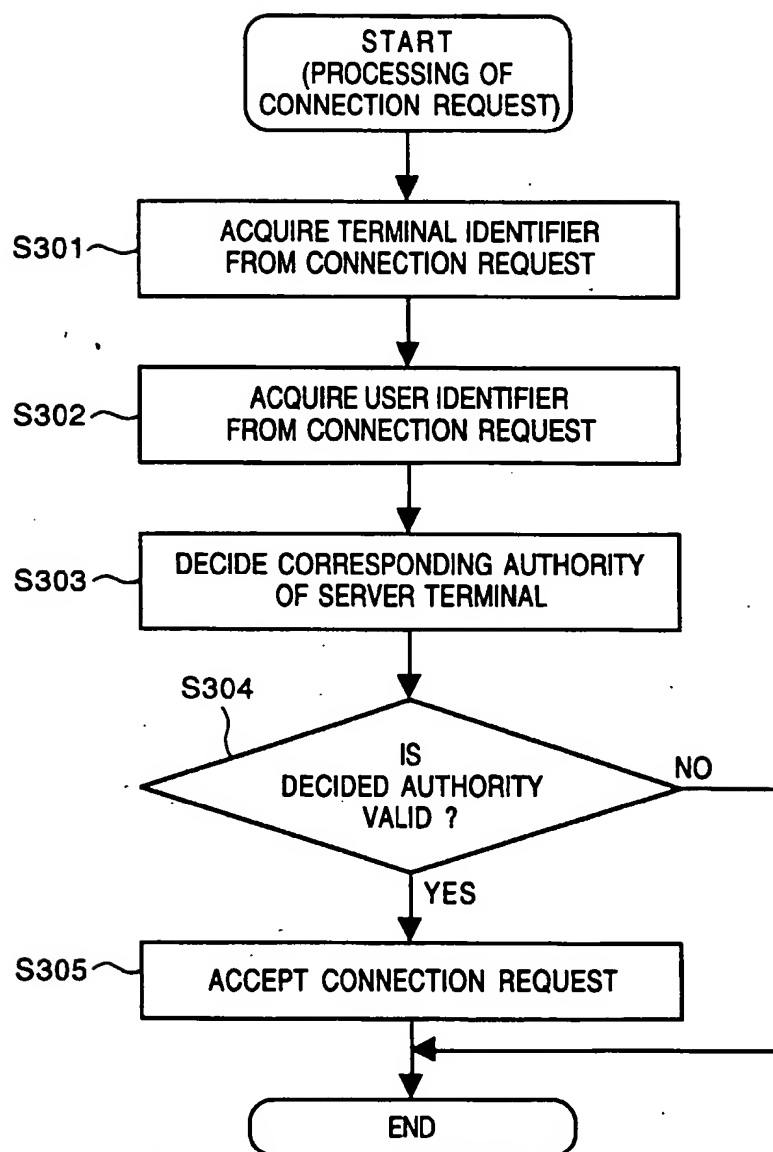 START
(PROCESSING OF
CONNECTION REQUEST)
S301
ACQUIRE TERMINAL IDENTIFIER
FROM CONNECTION REQUEST
S302
ACQUIRE USER IDENTIFIER
FROM CONNECTION REQUEST
S303
DECIDE CORRESPONDING AUTHORITY
OF SERVER TERMINAL
S304
IS
DECIDED AUTHORITY
VALID ?
NO
YES
S305
ACCEPT CONNECTION REQUEST
END